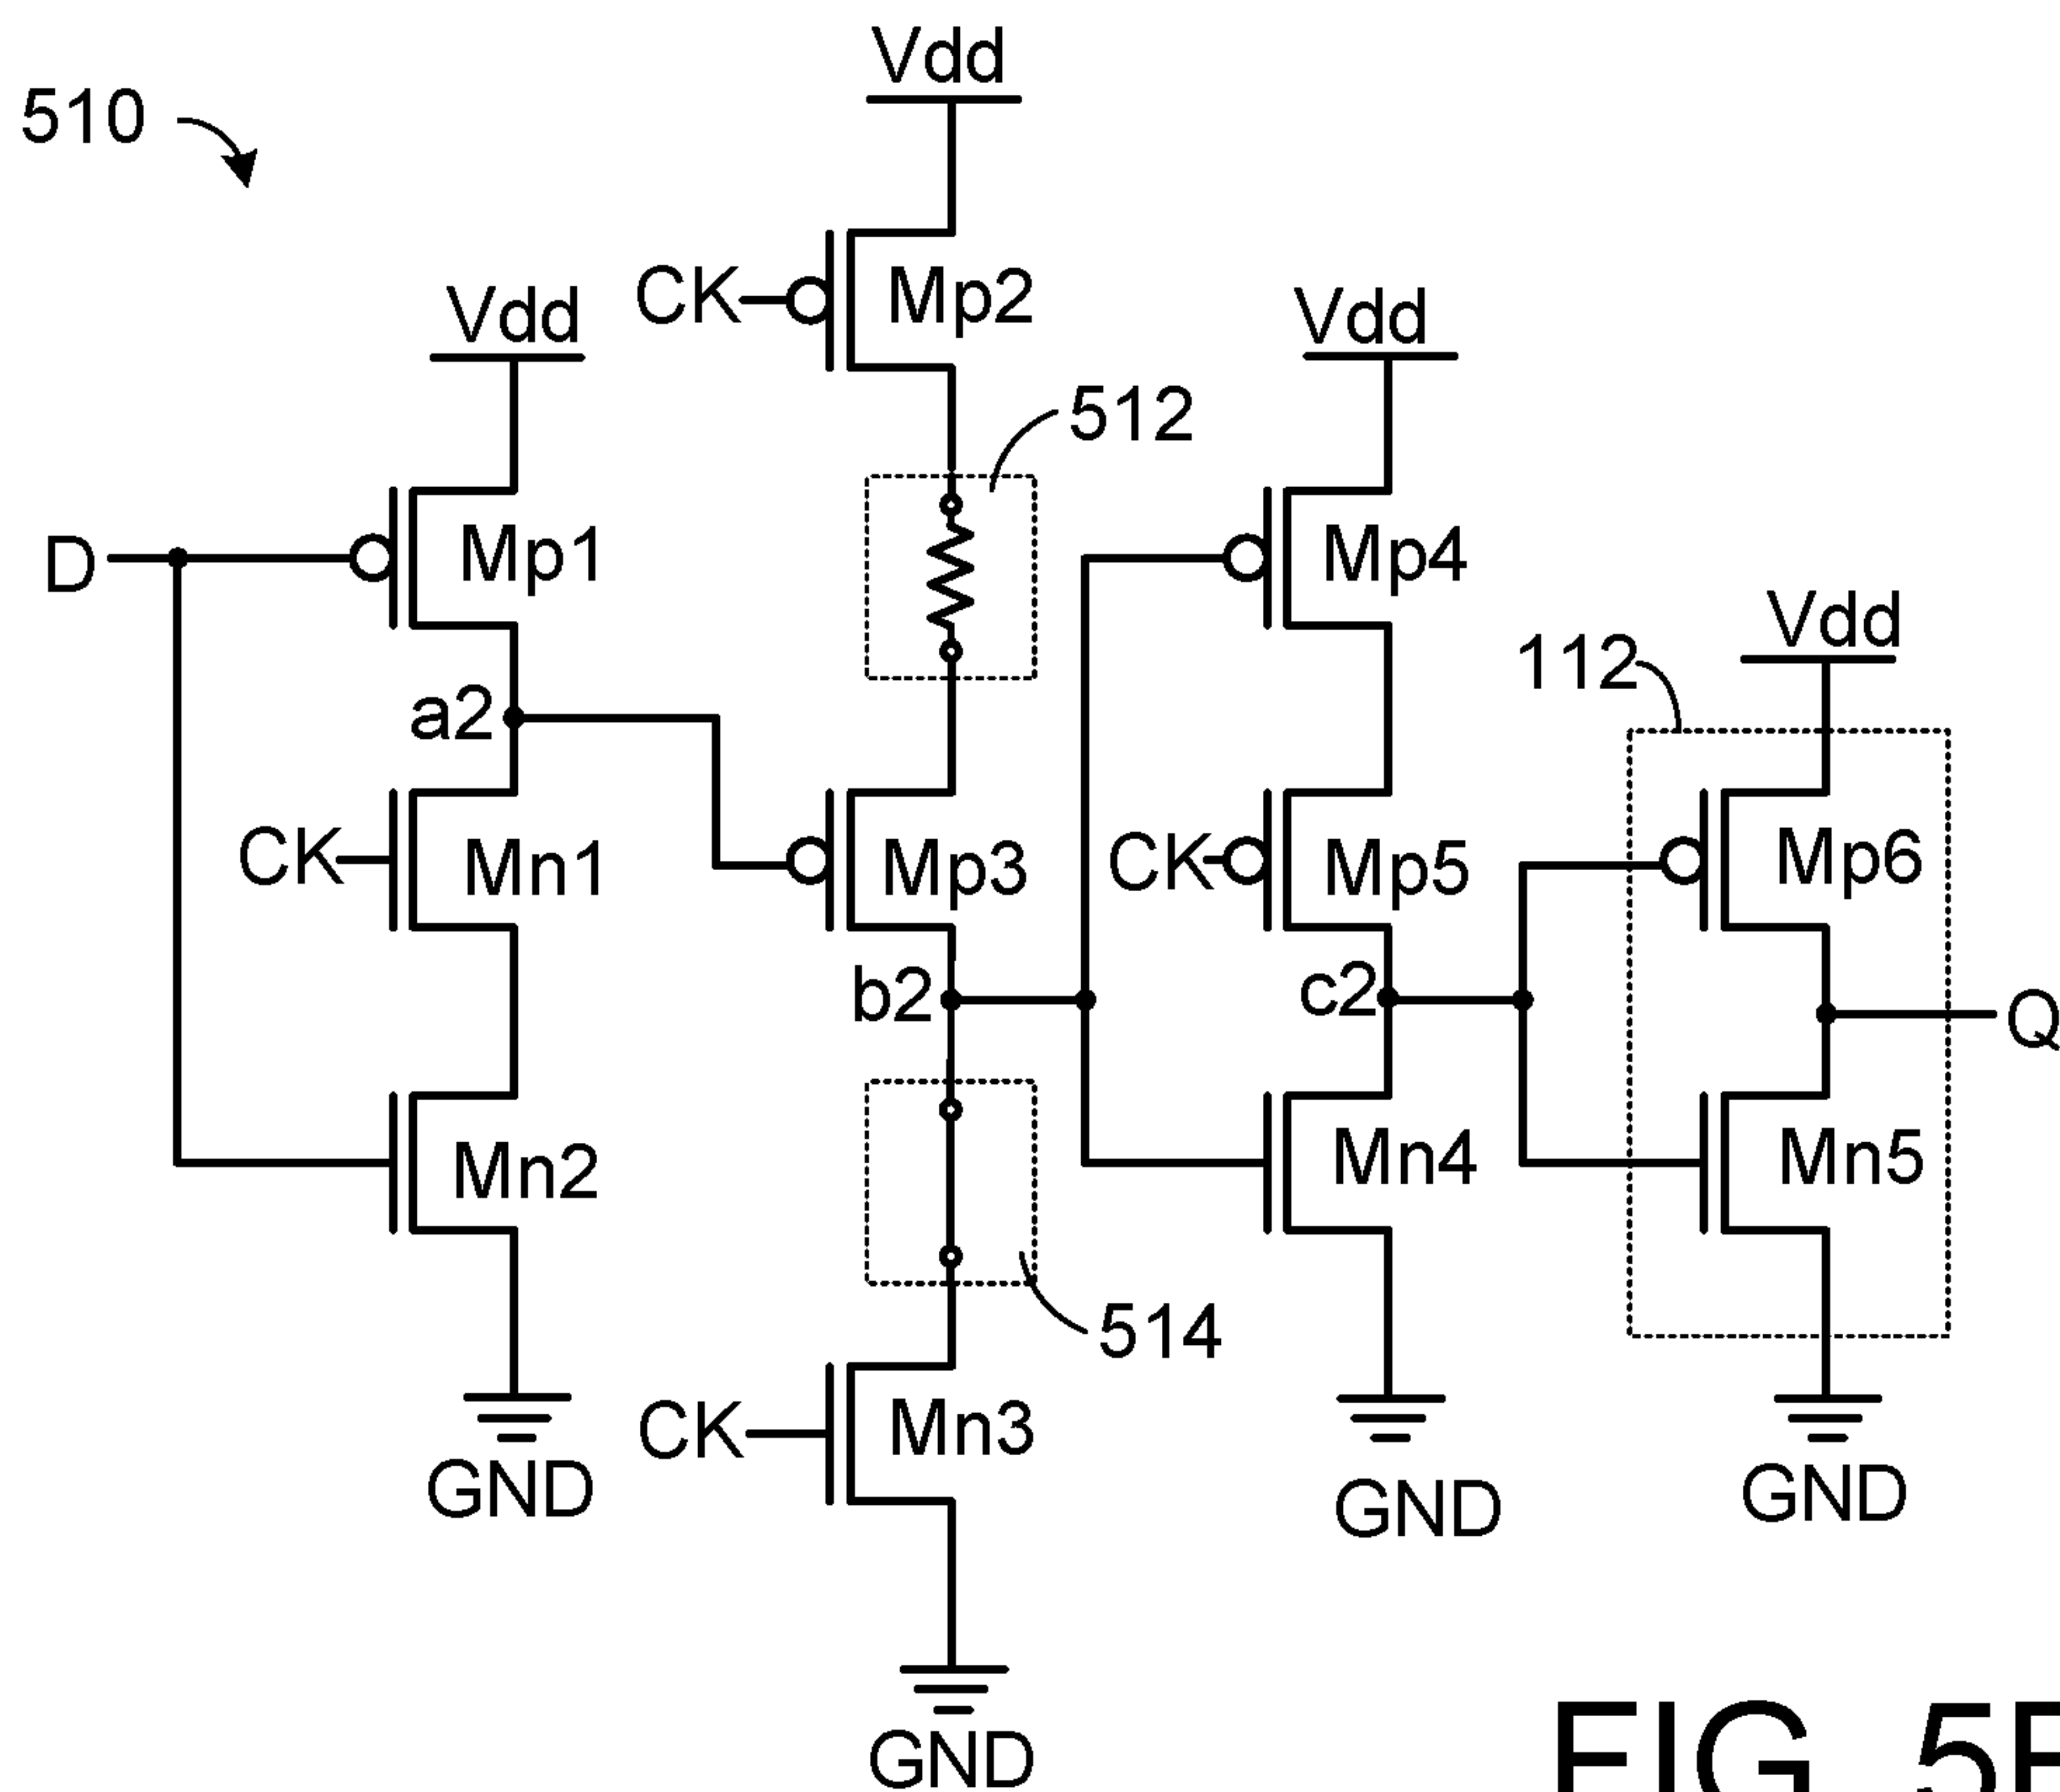 510
Vdd
CK
Mp2
Vdd
Vdd
512
D
Mp1
Mp4
112
Vdd
a2
CK
Mn1
Mp3
CK
Mp5
Mp6
b2
c2
Q
Mn2
Mn4
Mn5
514
CK
Mn3
GND
GND
GND
GND